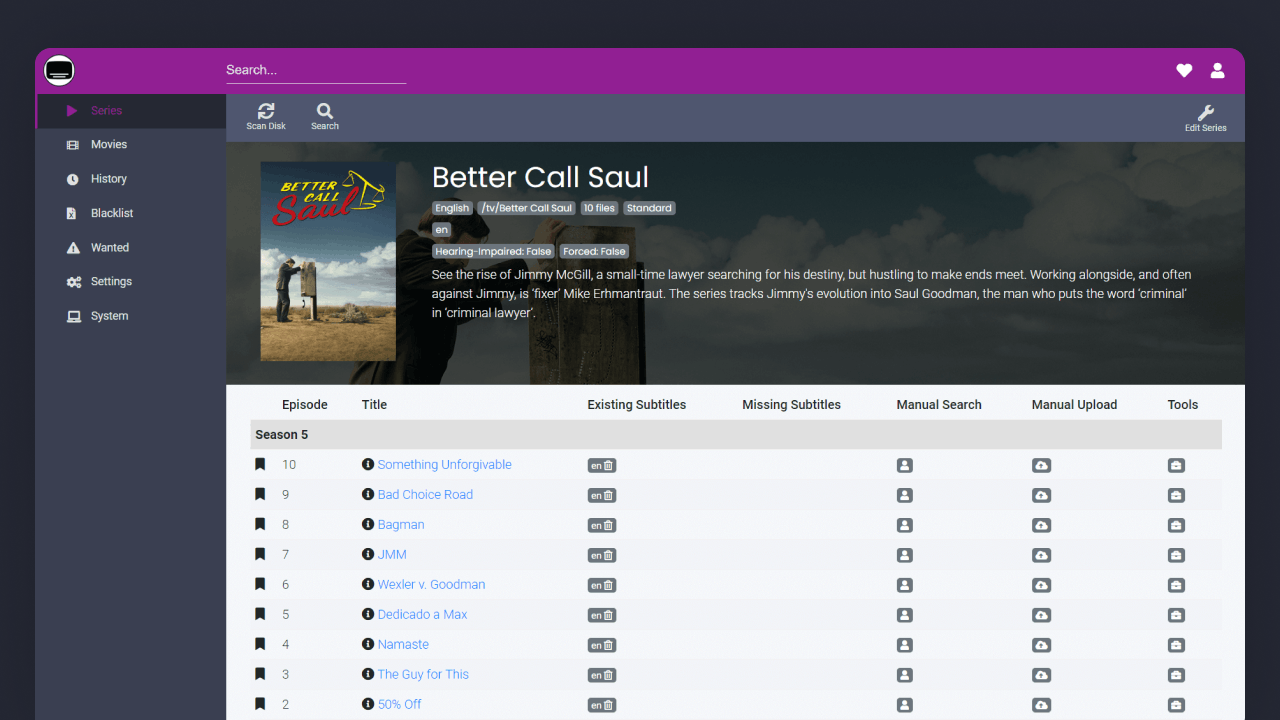 Search...
Series
Movies
History
Blacklist
Wanted
Settings
System
Scan Disk Search Edit Series
BETTER
CALL
Saul
Better Call Saul
English /tv/Better Call Saul 10 files Standard
en
Hearing-Impaired: False Forced: False
See the rise of Jimmy McGill, a small-time lawyer searching for his destiny, but hustling to make ends meet. Working alongside, and often
against Jimmy, is ‘fixer’ Mike Erhmantraut. The series tracks Jimmy's evolution into Saul Goodman, the man who puts the word ‘criminal’
in ‘criminal lawyer’.
Episode Title Existing Subtitles Missing Subtitles Manual Search Manual Upload Tools
Season 5
10 Something Unforgivable en
9 Bad Choice Road en
8 Bagman en
7 JMM en
6 Wexler v. Goodman en
5 Dedicado a Max en
4 Namaste en
3 The Guy for This en
2 50% Off en